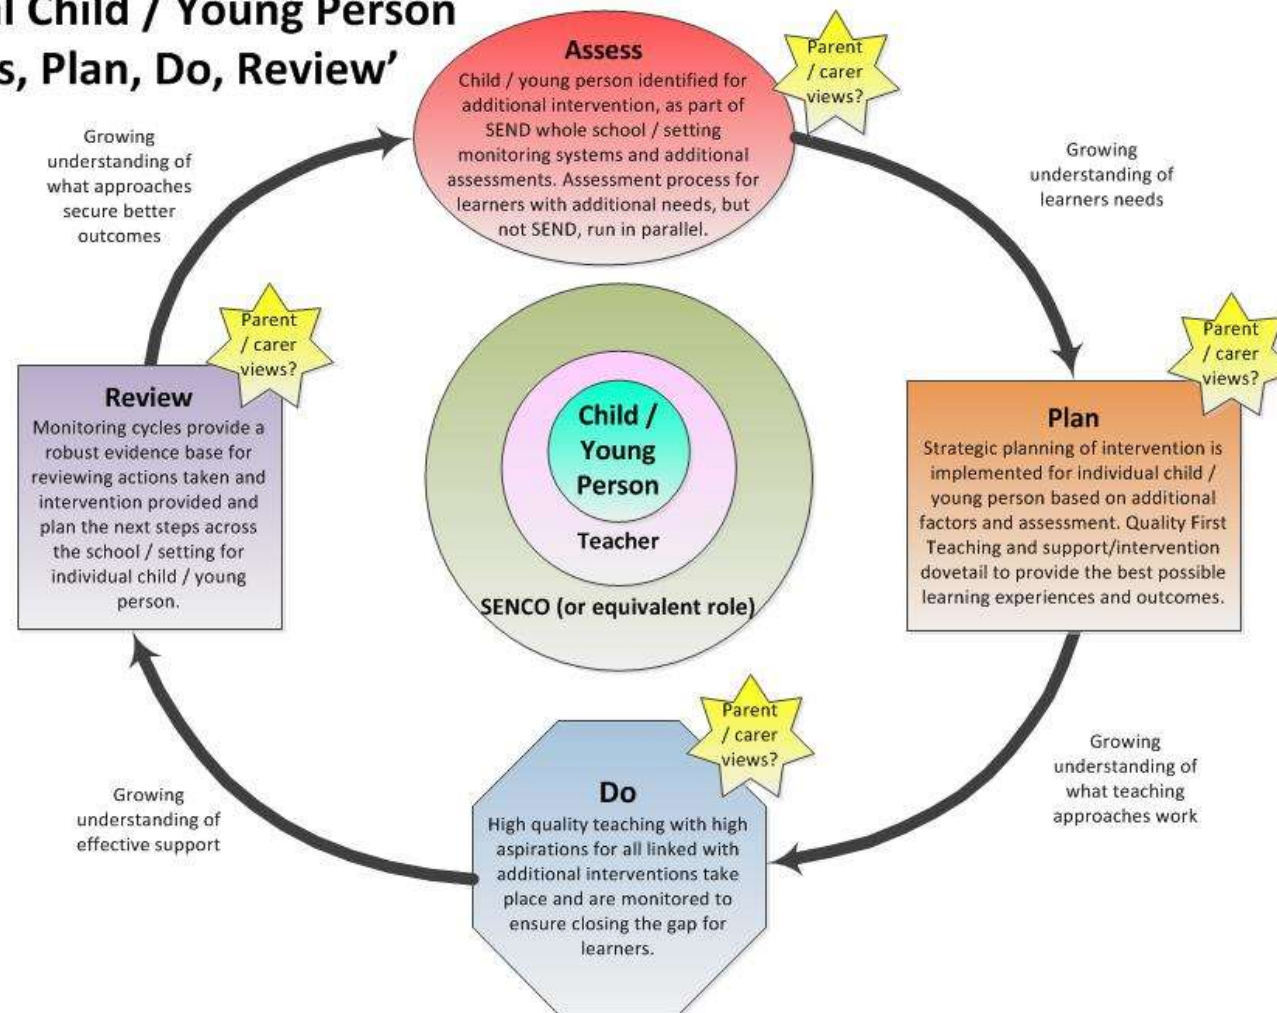 al Child / Young Person
s, Plan, Do, Review’
Assess
Child / young person identified for
additional intervention, as part of
SEND whole school / setting
monitoring systems and additional
assessments. Assessment process for
learners with additional needs, but
not SEND, run in parallel.
Parent
/ carer
views?
Growing
understanding of
what approaches
secure better
outcomes
Growing
understanding of
learners needs
Parent
/ carer
views?
Review
Monitoring cycles provide a
robust evidence base for
reviewing actions taken and
intervention provided and
plan the next steps across
the school / setting for
individual child / young
person.
Child /
Young
Person
Teacher
SENCO (or equivalent role)
Parent
/ carer
views?
Plan
Strategic planning of intervention is
implemented for individual child /
young person based on additional
factors and assessment. Quality First
Teaching and support/intervention
dovetail to provide the best possible
learning experiences and outcomes.
Parent
/ carer
views?
Do
High quality teaching with high
aspirations for all linked with
additional interventions take
place and are monitored to
ensure closing the gap for
learners.
Growing
understanding of
effective support
Growing
understanding of
what teaching
approaches work